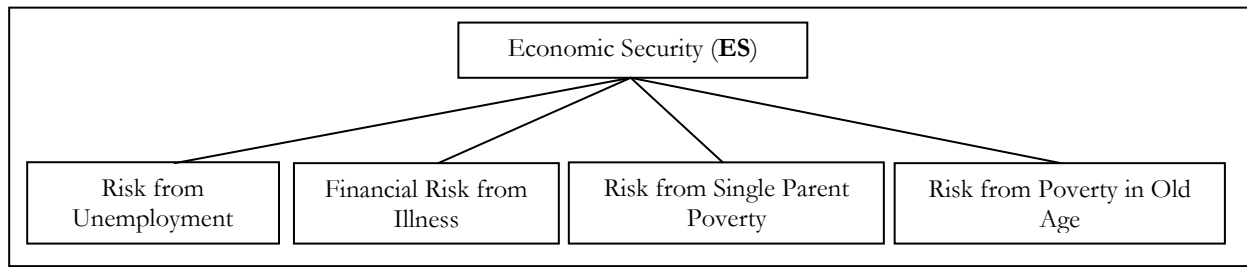 Economic Security (ES)
Risk from
Unemployment
Financial Risk from
Illness
Risk from Single Parent
Poverty
Risk from Poverty in Old
Age